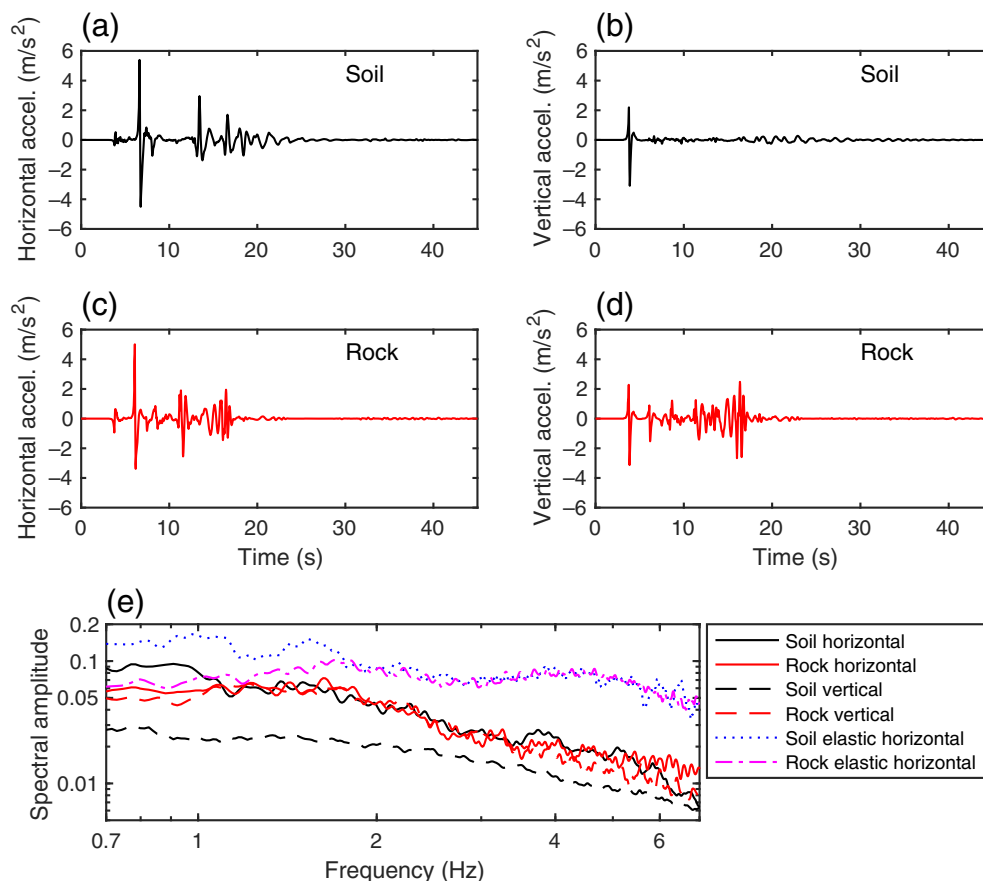 (a)
Horizontal accel. (m/s²)
6
4
2
0
−2
−4
−6
Soil
0 10 20 30 40
(b)
Vertical accel. (m/s²)
6
4
2
0
−2
−4
−6
Soil
0 10 20 30 40
(c)
Horizontal accel. (m/s²)
6
4
2
0
−2
−4
−6
Rock
0 10 20 30 40
Time (s)
(d)
Vertical accel. (m/s²)
6
4
2
0
−2
−4
−6
Rock
0 10 20 30 40
Time (s)
(e)
Spectral amplitude
0.2
0.1
0.05
0.01
0.7 1 2 4 6
Frequency (Hz)
Soil horizontal
Rock horizontal
Soil vertical
Rock vertical
Soil elastic horizontal
Rock elastic horizontal